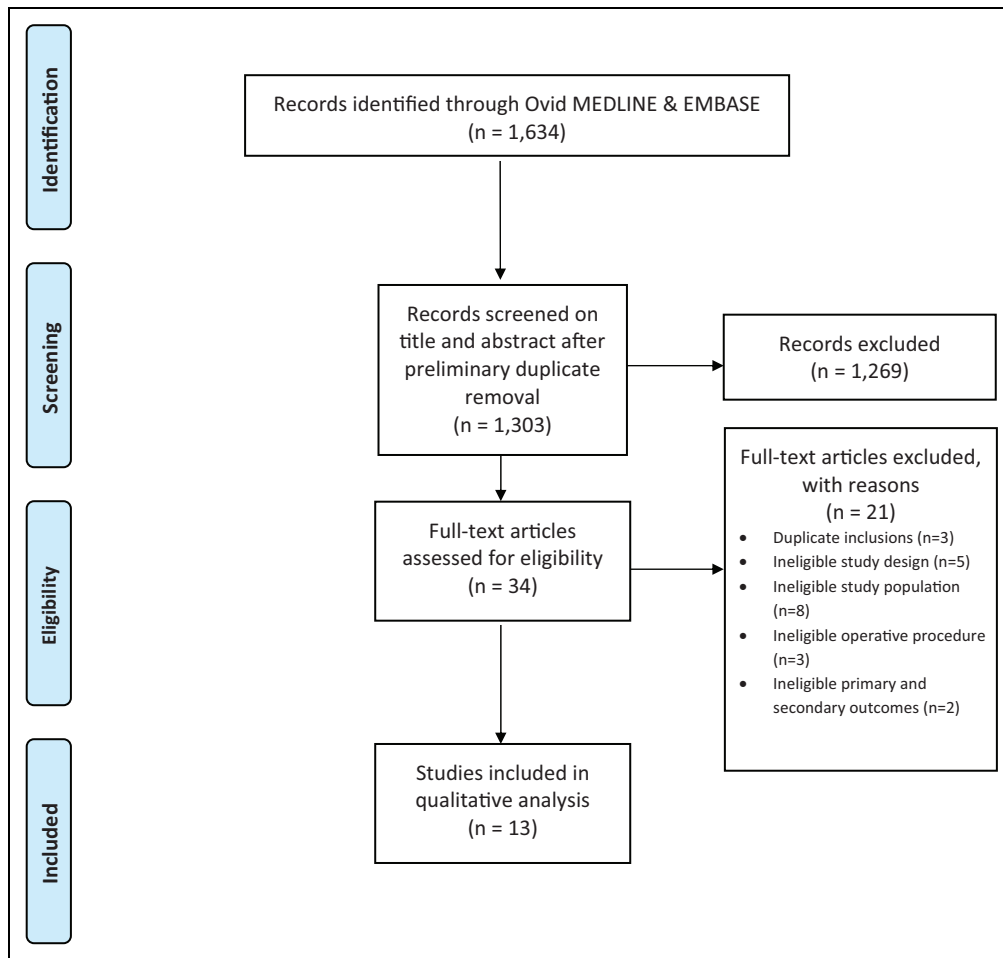 Identification
Records identified through Ovid MEDLINE & EMBASE
(n = 1,634)
Screening
Records screened on
title and abstract after
preliminary duplicate
removal
(n = 1,303)
Records excluded
(n = 1,269)
Eligibility
Full-text articles
assessed for eligibility
(n = 34)
Full-text articles excluded,
with reasons
(n = 21)
• Duplicate inclusions (n=3)
• Ineligible study design (n=5)
• Ineligible study population
(n=8)
• Ineligible operative procedure
(n=3)
• Ineligible primary and
secondary outcomes (n=2)
Included
Studies included in
qualitative analysis
(n = 13)